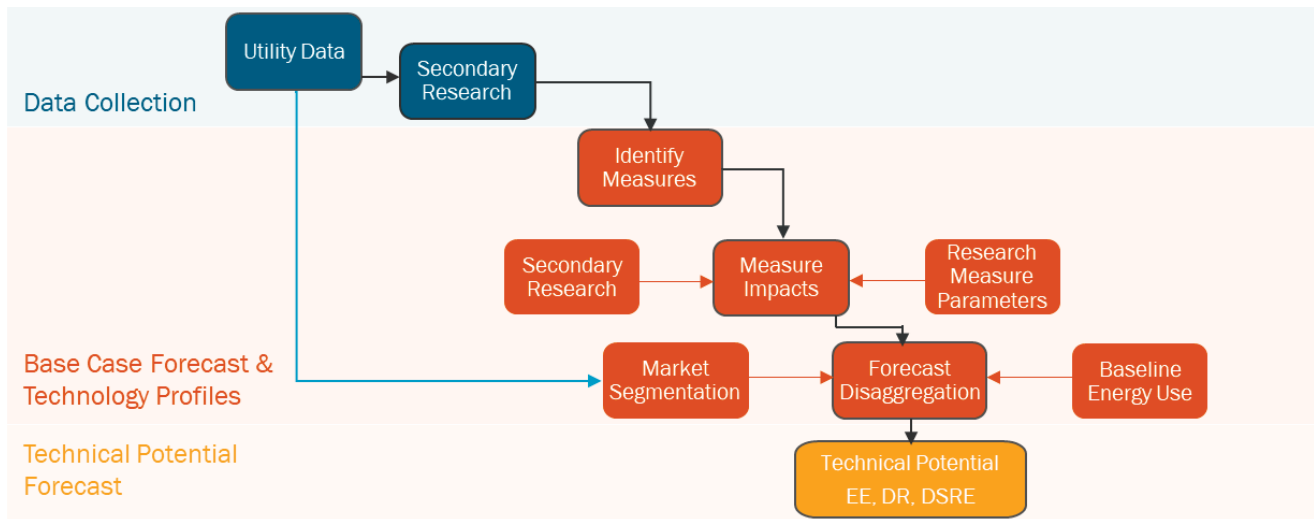 Utility Data
Secondary
Research
Data Collection
Identify
Measures
Secondary
Research
Measure
Impacts
Research
Measure
Parameters
Base Case Forecast &
Technology Profiles
Market
Segmentation
Forecast
Disaggregation
Baseline
Energy Use
Technical Potential
Forecast
Technical Potential
EE, DR, DSRE